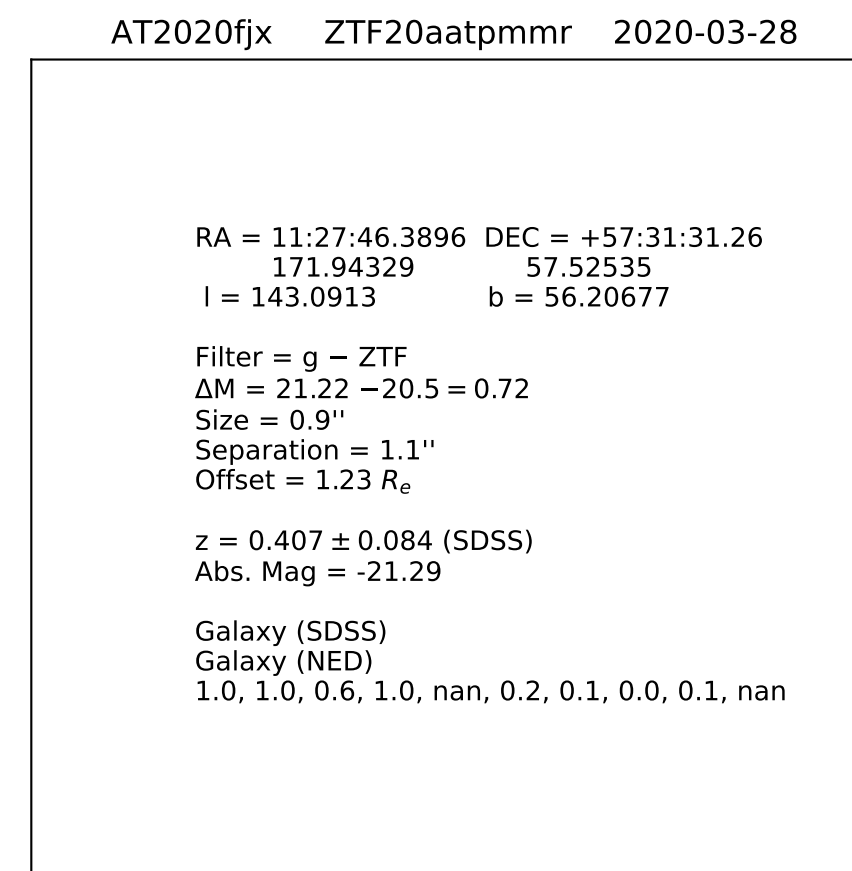 AT2020fjx ZTF20aatpmmr 2020-03-28
RA = 11:27:46.3896 DEC = +57:31:31.26
171.94329 57.52535
l = 143.0913 b = 56.20677
Filter = g − ZTF
ΔM = 21.22 −20.5 = 0.72
Size = 0.9''
Separation = 1.1''
Offset = 1.23 Rₑ
z = 0.407 ± 0.084 (SDSS)
Abs. Mag = -21.29
Galaxy (SDSS)
Galaxy (NED)
1.0, 1.0, 0.6, 1.0, nan, 0.2, 0.1, 0.0, 0.1, nan